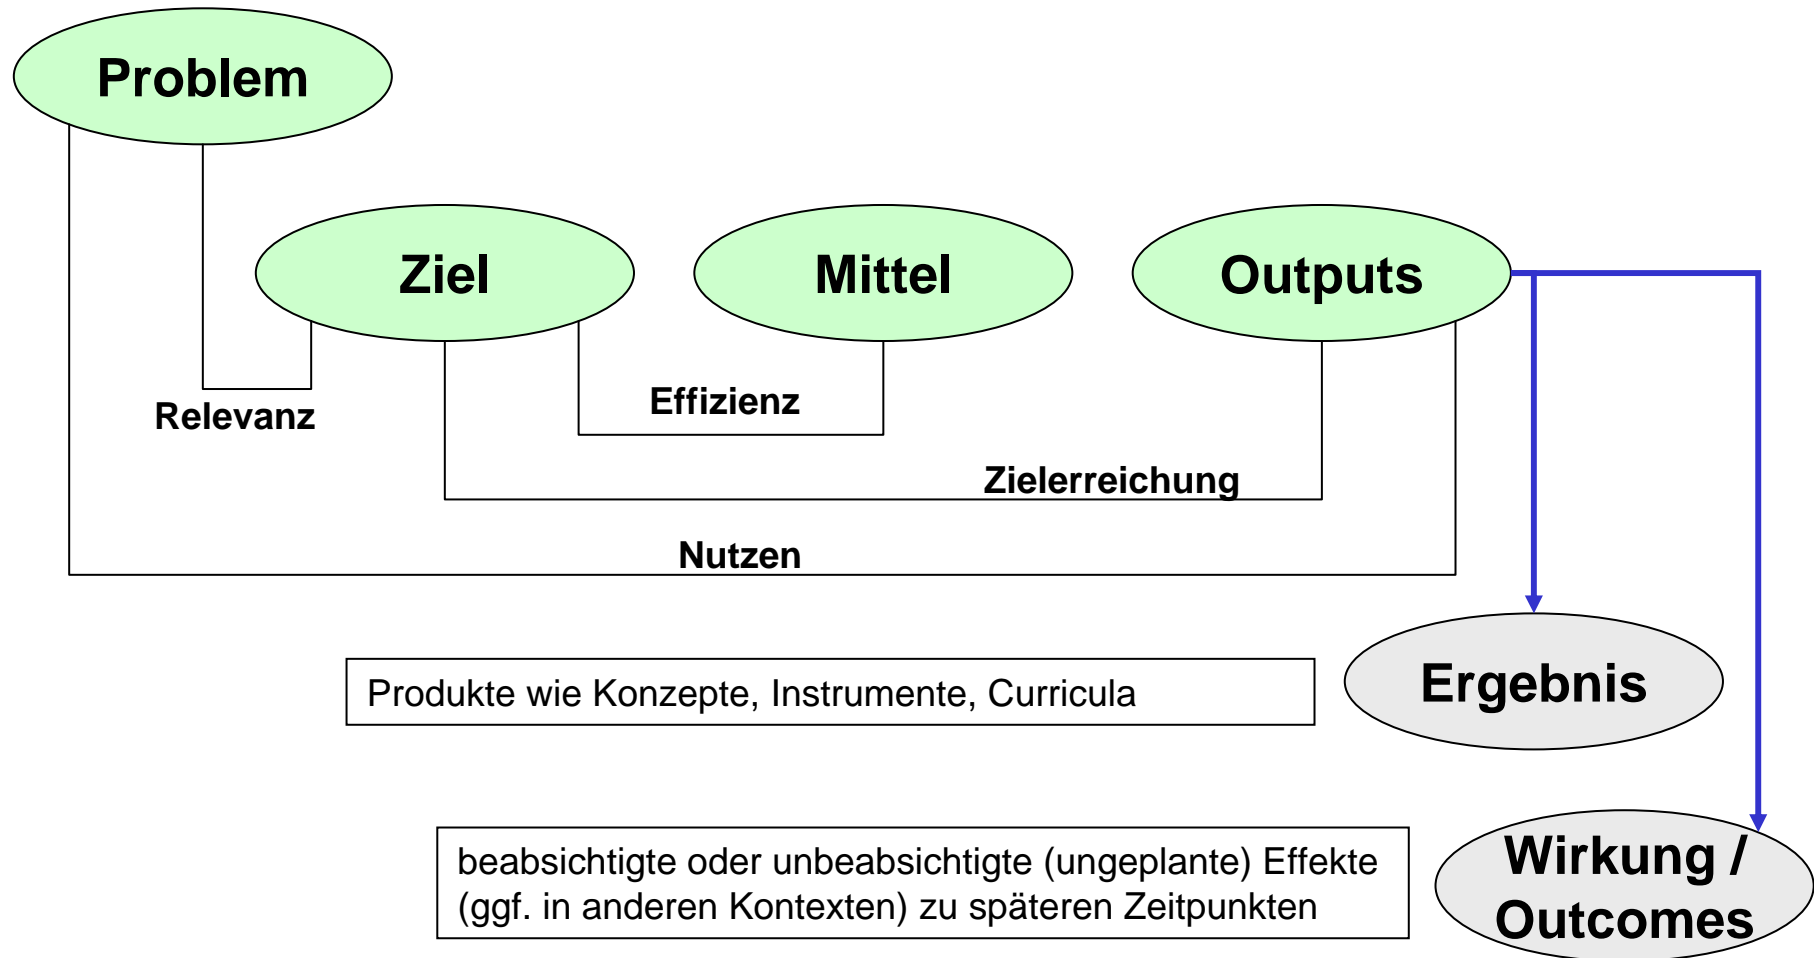 Problem
Ziel
Mittel
Outputs
Relevanz
Effizienz
Zielerreichung
Nutzen
Produkte wie Konzepte, Instrumente, Curricula
Ergebnis
beabsichtigte oder unbeabsichtigte (ungeplante) Effekte
(ggf. in anderen Kontexten) zu späteren Zeitpunkten
Wirkung /
Outcomes